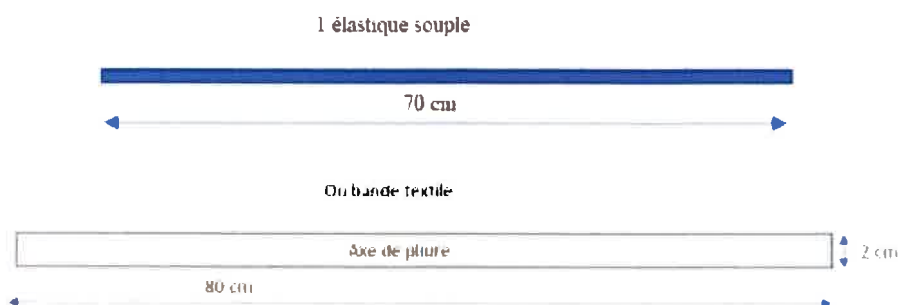 1 élastique souple
70 cm
Ou bande textile
Axe de pliure
2 cm
80 cm